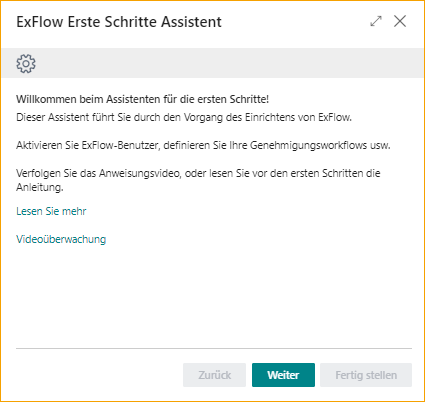 ExFlow Erste Schritte Assistent
Willkommen beim Assistenten für die ersten Schritte!
Dieser Assistent führt Sie durch den Vorgang des Einrichtens von ExFlow.
Aktivieren Sie ExFlow-Benutzer, definieren Sie Ihre Genehmigungsworkflows usw.
Verfolgen Sie das Anweisungsvideo, oder lesen Sie vor den ersten Schritten die
Anleitung.
Lesen Sie mehr
Videoüberwachung
Zurück Weiter Fertig stellen